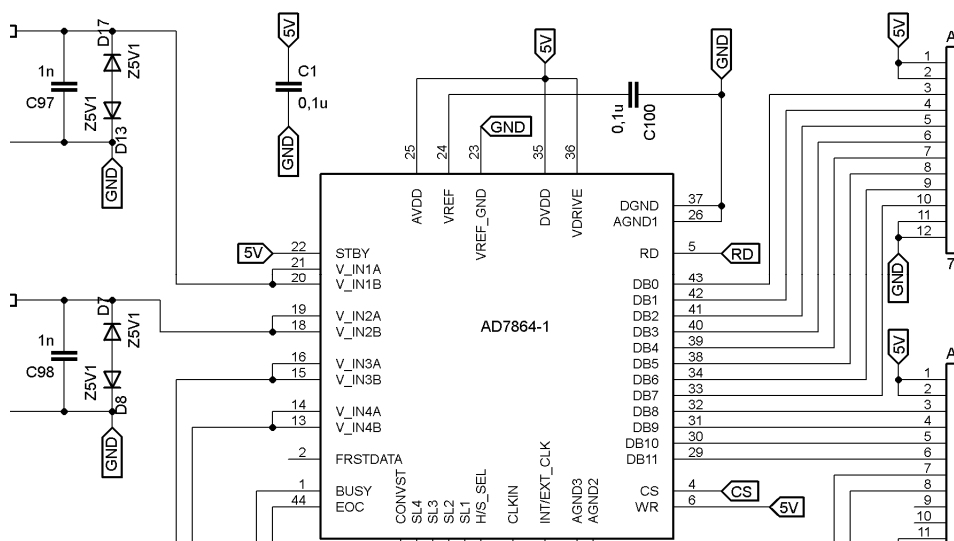 D17
Z5V1
1n
C97
Z5V1
D13
GND
5V
C1
0,1u
GND
5V
GND
0,1u
C100
GND
25
24
23
35
36
AVDD
VREF
VREF_GND
DVDD
VDRIVE
5V
22
STBY
21
V_IN1A
20
V_IN1B
19
V_IN2A
18
V_IN2B
16
V_IN3A
15
V_IN3B
14
V_IN4A
13
V_IN4B
2
FRSTDATA
1
BUSY
44
EOC
AD7864-1
D7
Z5V1
1n
C98
Z5V1
D8
GND
CONVST
SL4
SL3
SL2
SL1
H/S_SEL
CLKIN
INT/EXT_CLK
AGND3
AGND2
DGND 37
AGND1 26
RD 5 RD
DB0 43
DB1 42
DB2 41
DB3 40
DB4 39
DB5 38
DB6 34
DB7 33
DB8 32
DB9 31
DB10 30
DB11 29
CS 4 CS
WR 6 5V
5V
A
1
2
3
4
5
6
7
8
9
10
11
12
GND
7
5V
A
1
2
3
4
5
6
7
8
9
10
11